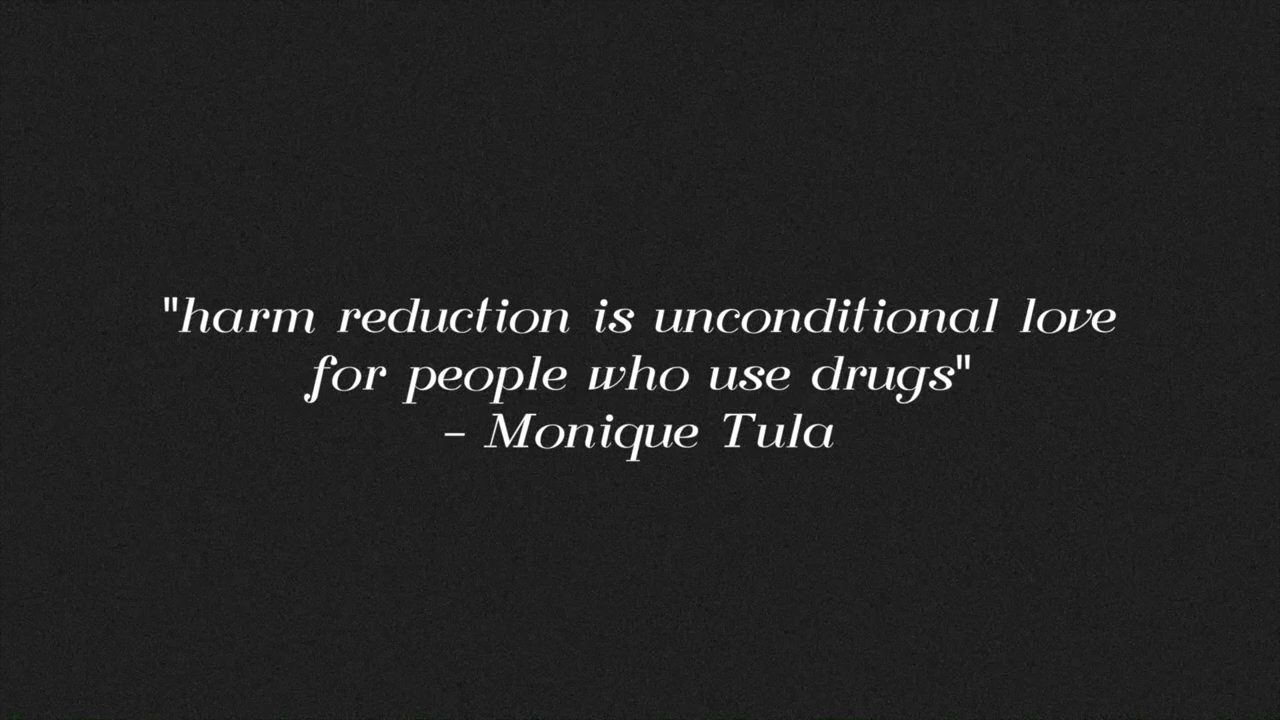 "harm reduction is unconditional love
for people who use drugs"
– Monique Tula